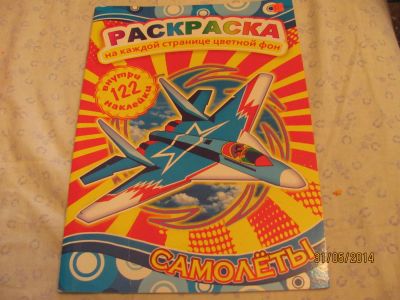 РАСКРАСКА
на каждой странице цветной фон
внутри
122
наклейки
САМОЛЁТЫ
31/05/2014